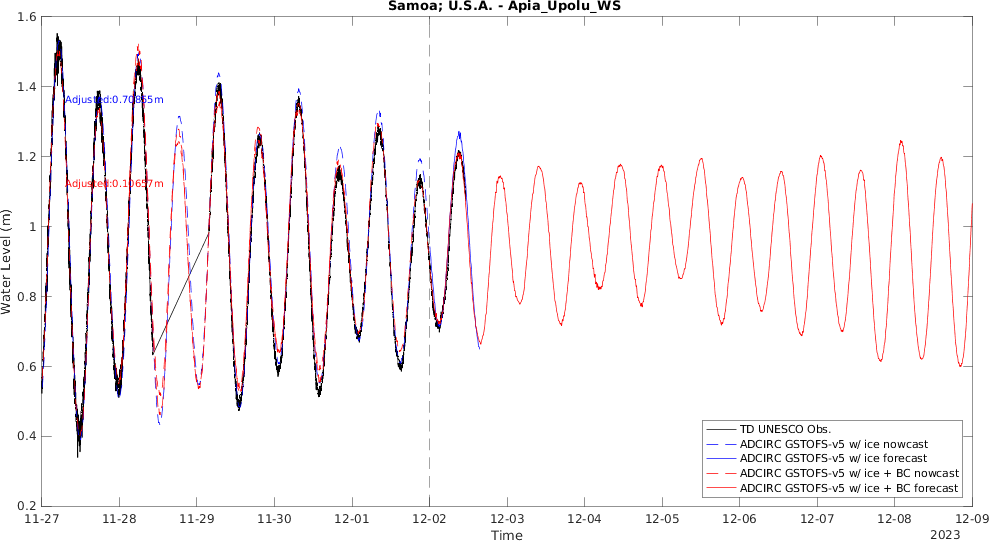 Samoa; U.S.A. - Apia_Upolu_WS
1.6
1.4
1.2
1
0.8
0.6
0.4
0.2
Water Level (m)
Adjusted:0.70865m
Adjusted:0.10657m
TD UNESCO Obs.
ADCIRC GSTOFS-v5 w/ ice nowcast
ADCIRC GSTOFS-v5 w/ ice forecast
ADCIRC GSTOFS-v5 w/ ice + BC nowcast
ADCIRC GSTOFS-v5 w/ ice + BC forecast
11-27 11-28 11-29 11-30 12-01 12-02 12-03 12-04 12-05 12-06 12-07 12-08 12-09
Time
2023